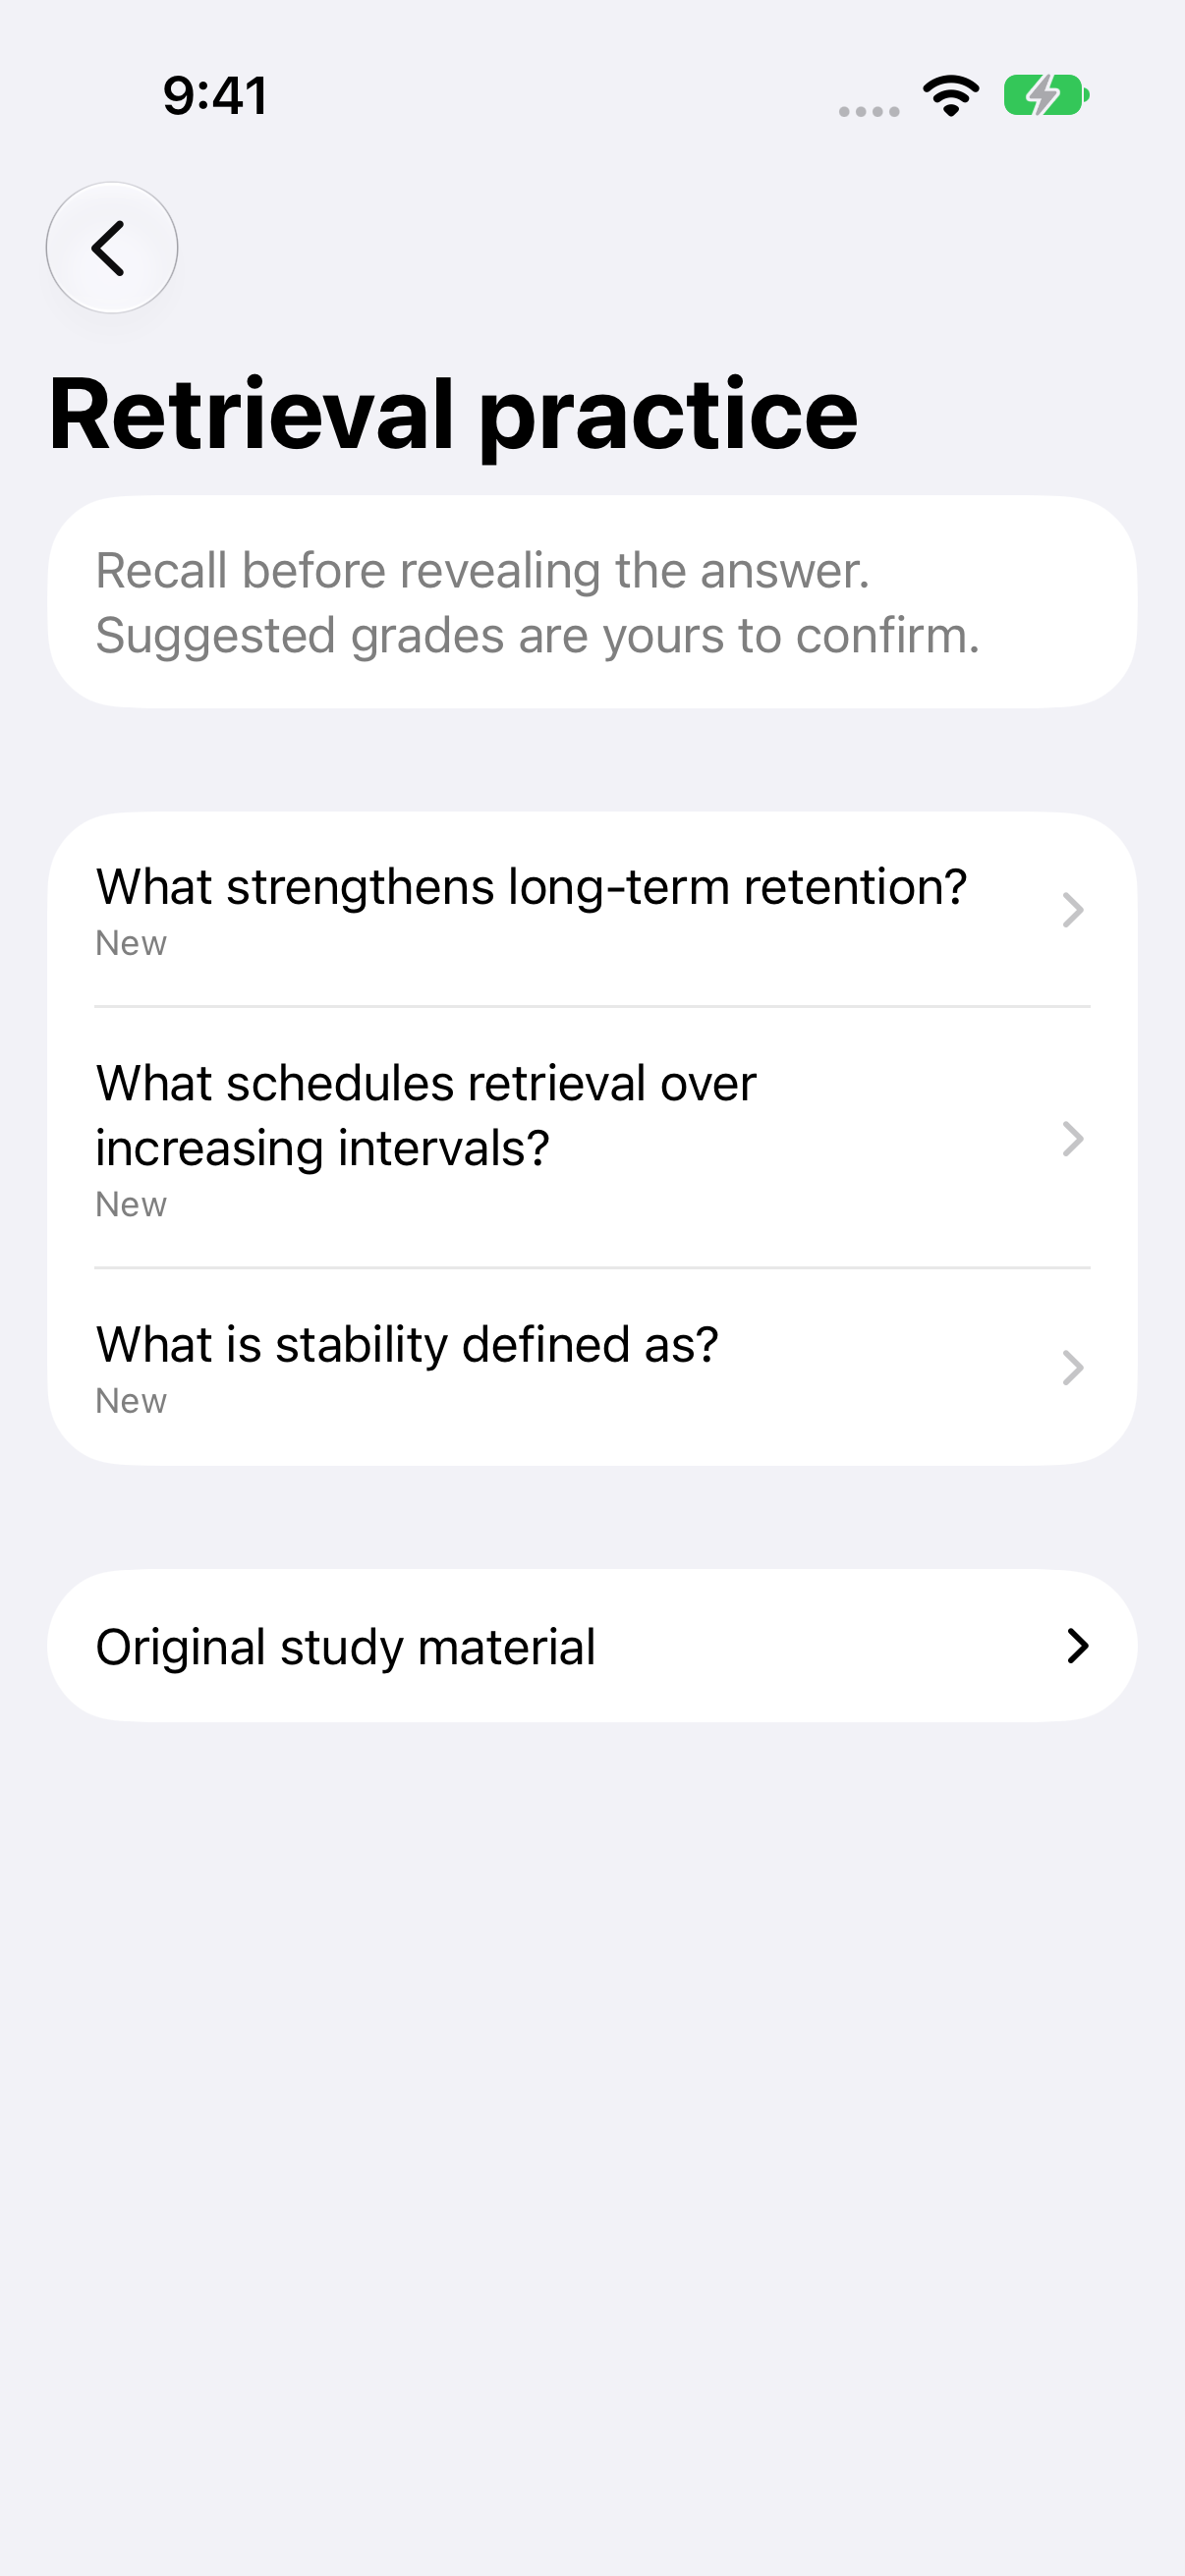 9:41
Retrieval practice
Recall before revealing the answer.
Suggested grades are yours to confirm.
What strengthens long-term retention?
New
What schedules retrieval over
increasing intervals?
New
What is stability defined as?
New
Original study material